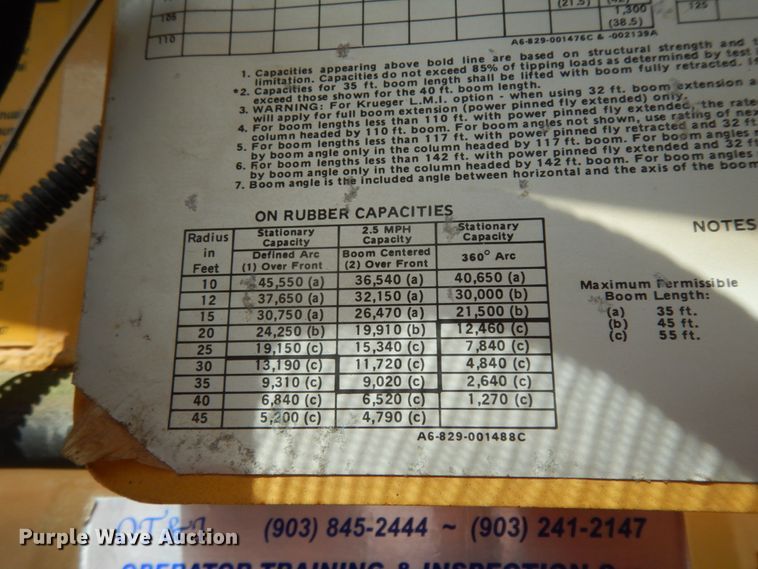 105
(21.5) (42)
1,300
(38.5)
125
110
A6-829-001476C & -002139A
1. Capacities appearing above bold line are based on structural strength and
limitation. Capacities do not exceed 85% of tipping loads as determined by test
*2. Capacities for 35 ft. boom length shall be lifted with boom fully retracted. If
exceed those shown for the 40 ft. boom length.
3. WARNING: For Krueger L.M.I. option - when using 32 ft. boom extension a
will apply for full boom extension (power pinned fly extended) only.
4. For boom lengths less than 110 ft. with power pinned fly extended, the rate
column headed by 110 ft. boom. For boom angles not shown, use rating of nex
5. For boom lengths less than 117 ft. with power pinned fly retracted and 32 ft
by boom angle only in the column headed by 117 ft. boom. For boom angles
6. For boom lengths less than 142 ft. with power pinned fly extended and 32 ft
by boom angle only in the column headed by 142 ft. boom. For boom angles
7. Boom angle is the included angle between horizontal and the axis of the boom
ON RUBBER CAPACITIES
Radius in Feet
Stationary Capacity 2.5 MPH Capacity Stationary Capacity
Defined Arc (1) Over Front Boom Centered (2) Over Front 360° Arc
10 45,550 (a) 36,540 (a) 40,650 (a)
12 37,650 (a) 32,150 (a) 30,000 (b)
15 30,750 (a) 26,470 (a) 21,500 (b)
20 24,250 (b) 19,910 (b) 12,460 (c)
25 19,150 (c) 15,340 (c) 7,840 (c)
30 13,190 (c) 11,720 (c) 4,840 (c)
35 9,310 (c) 9,020 (c) 2,640 (c)
40 6,840 (c) 6,520 (c) 1,270 (c)
45 5,200 (c) 4,790 (c)
A6-829-001488C
NOTES
Maximum Permissible
Boom Length:
(a) 35 ft.
(b) 45 ft.
(c) 55 ft.
(903) 845-2444 ~ (903) 241-2147
OPERATOR TRAINING & INSPECTION
Purple Wave Auction